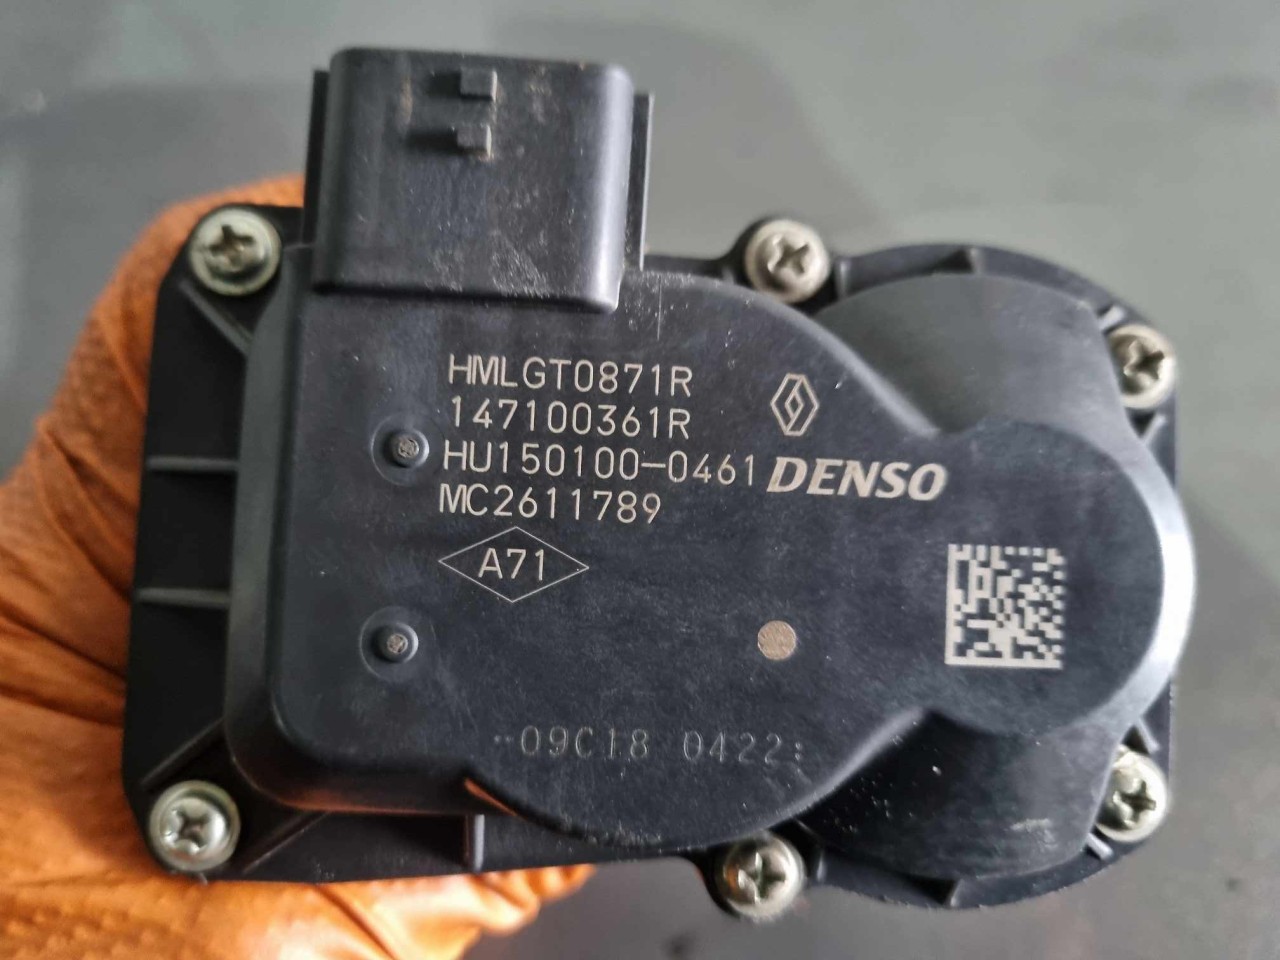 HMLGT0871R
147100361R
HU150100-0461
DENSO
MC2611789
A71
09C18 0422